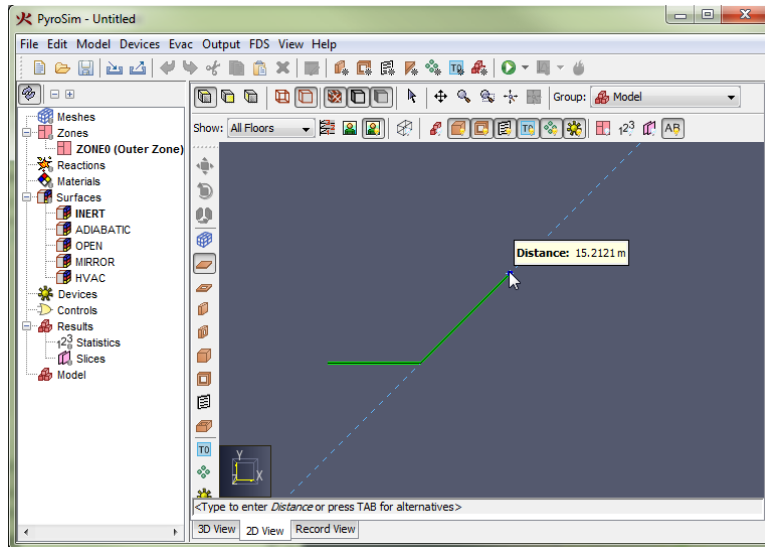 PyroSim - Untitled
File Edit Model Devices Evac Output FDS View Help
Group: Model
Show: All Floors
Meshes
Zones
ZONE0 (Outer Zone)
Reactions
Materials
Surfaces
INERT
ADIABATIC
OPEN
MIRROR
HVAC
Devices
Controls
Results
Statistics
Slices
Model
Distance: 15.2121 m
Y
X
<Type to enter Distance or press TAB for alternatives>
3D View 2D View Record View